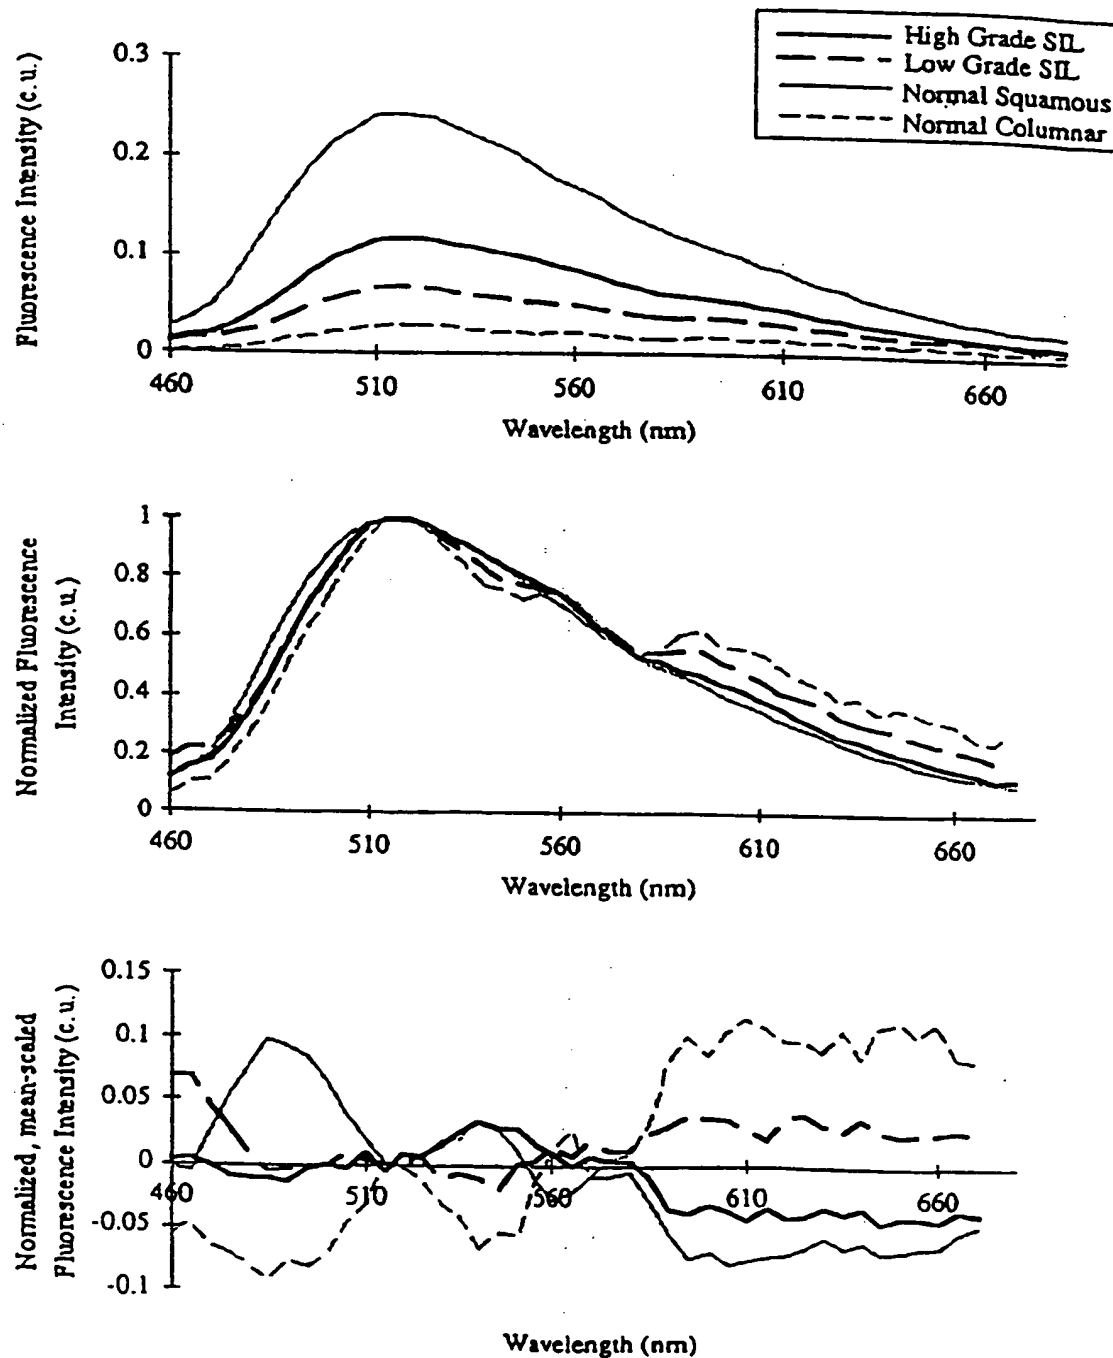 High Grade SIL
Low Grade SIL
Normal Squamous
Normal Columnar
Fluorescence Intensity (c.u.)
0.3
0.2
0.1
0
460
510
560
610
660
Wavelength (nm)
Normalized Fluorescence
Intensity (c.u.)
1
0.8
0.6
0.4
0.2
0
460
510
560
610
660
Wavelength (nm)
Normalized, mean-scaled
Fluorescence Intensity (c.u.)
0.15
0.1
0.05
0
-0.05
-0.1
460
510
560
610
660
Wavelength (nm)